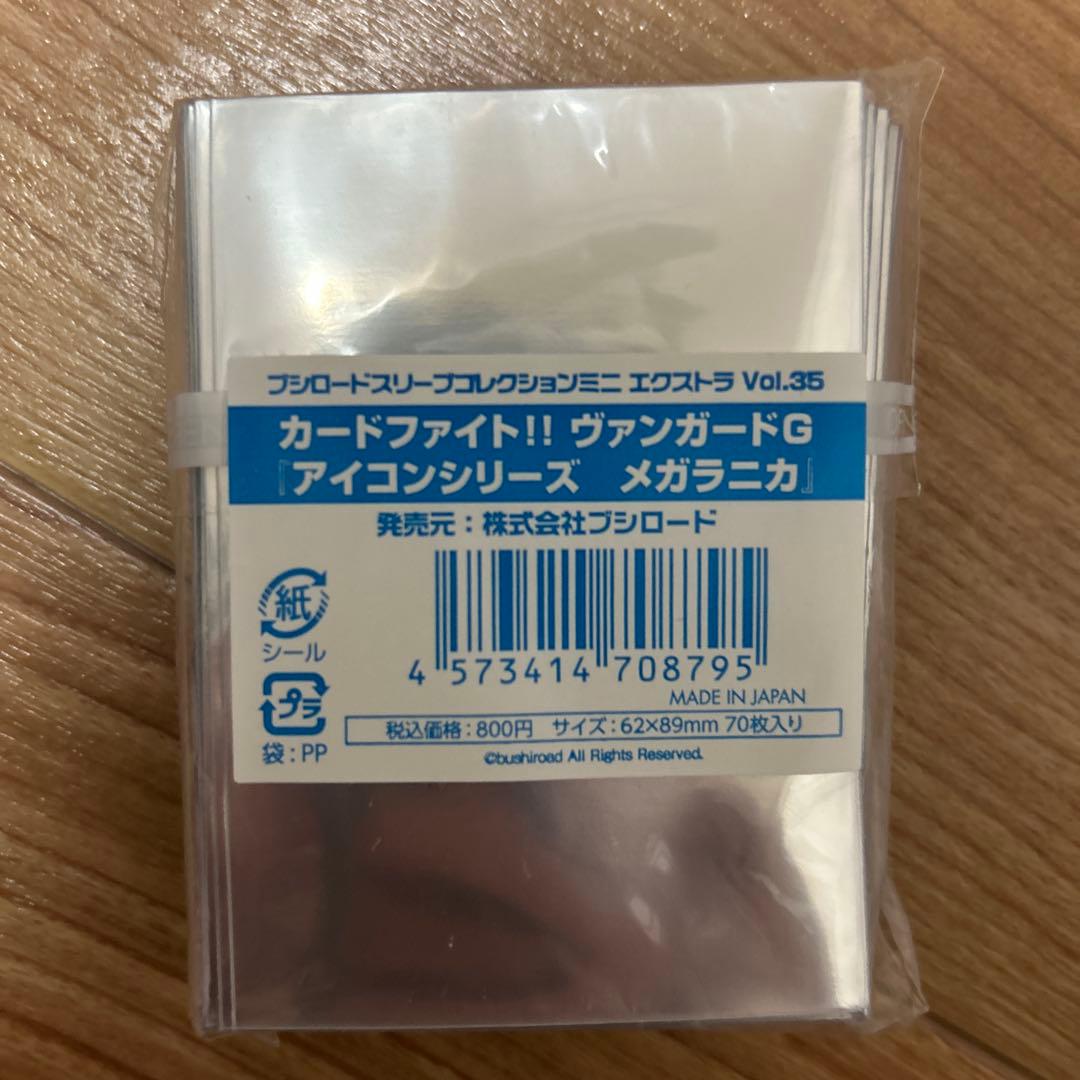 ブシロードスリーブコレクションミニ エクストラ Vol.35
カードファイト!! ヴァンガードG
『アイコンシリーズ　メガラニカ』
発売元：株式会社ブシロード
紙
シール
4 573414 708795
MADE IN JAPAN
プラ
袋：PP
税込価格：800円　サイズ：62×89mm 70枚入り
©bushiroad All Rights Reserved.